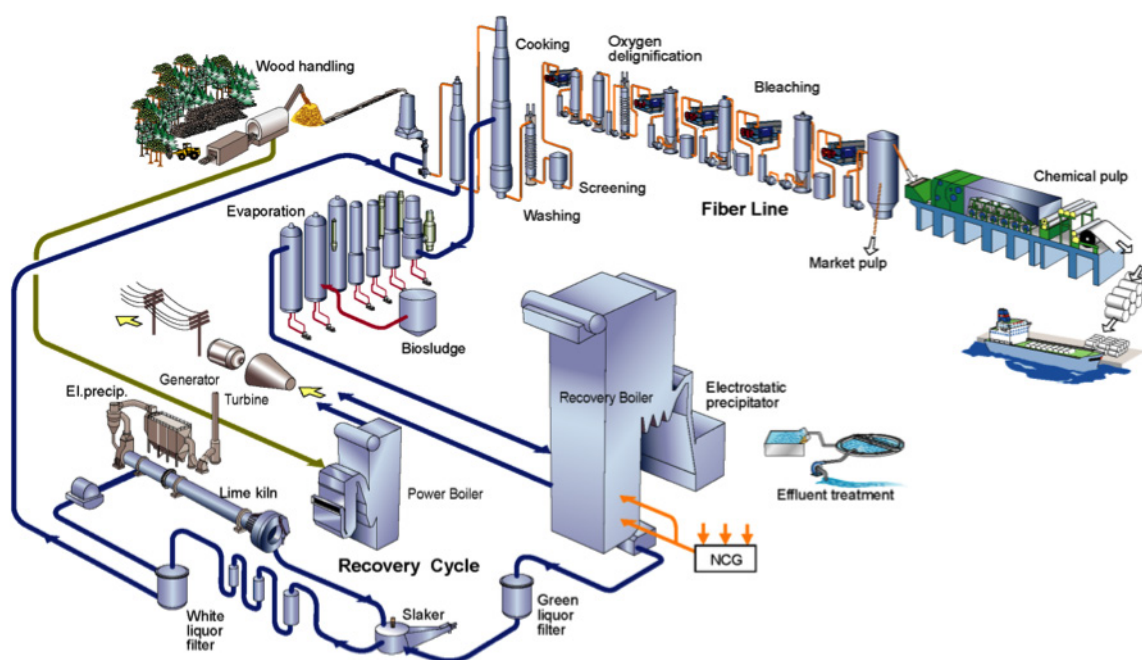 Wood handling
Cooking
Oxygen
delignification
Bleaching
Screening
Washing
Fiber Line
Chemical pulp
Market pulp
Evaporation
Biosludge
Generator
Turbine
El.precip.
Recovery Boiler
Electrostatic
precipitator
Power Boiler
Lime kiln
Effluent treatment
NCG
Recovery Cycle
White
liquor
filter
Slaker
Green
liquor
filter